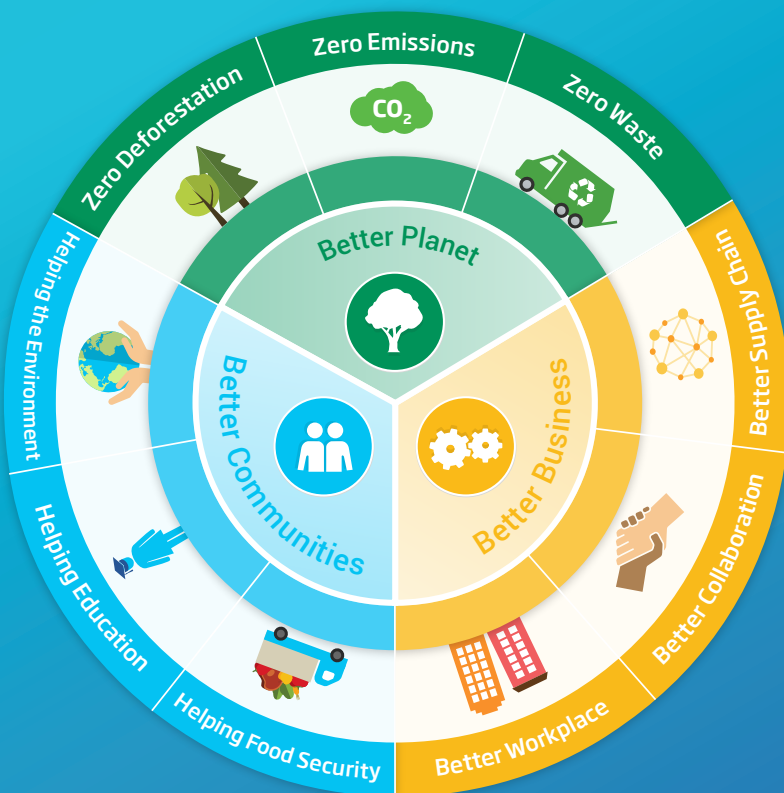 Zero Deforestation
Zero Emissions
Zero Waste
CO₂
Better Planet
Better Supply Chain
Better Collaboration
Better Workplace
Better Business
Helping Food Security
Helping Education
Helping the Environment
Better Communities